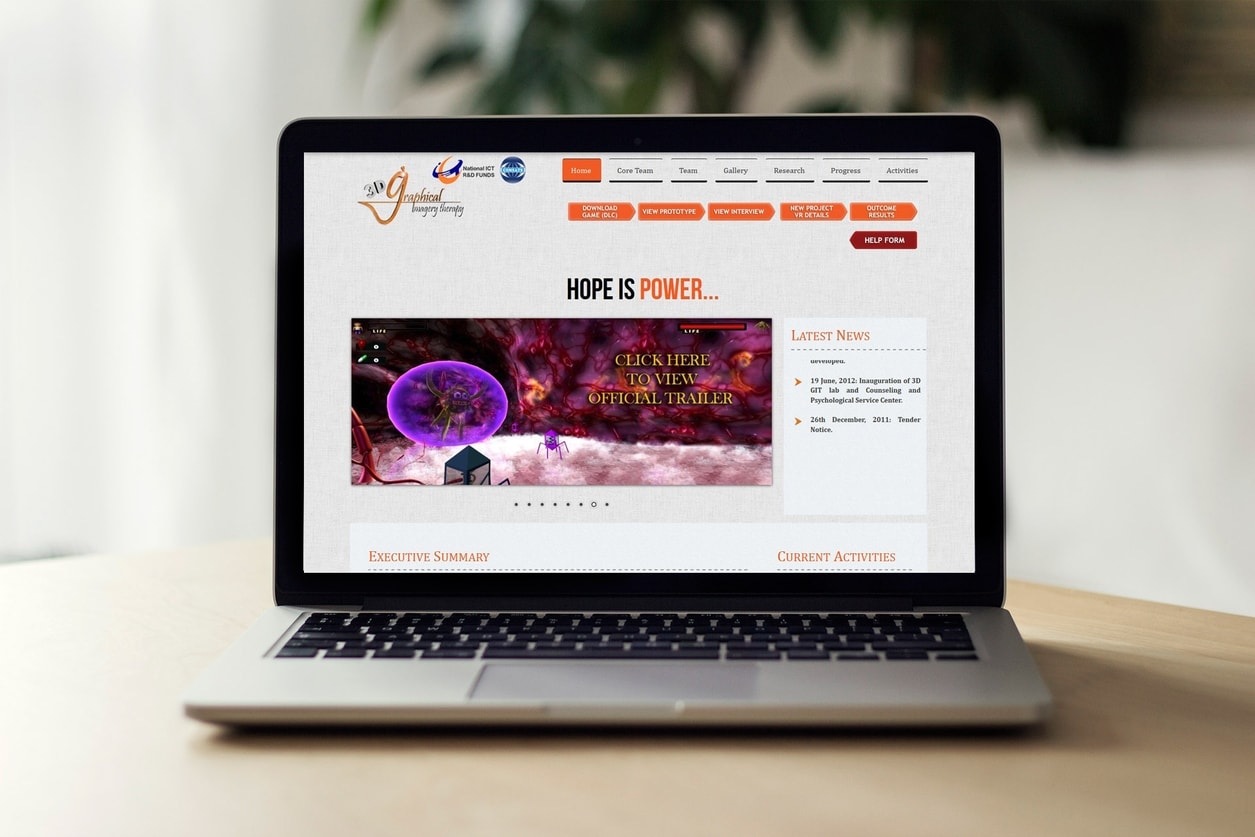 3D
Graphical
Imagery therapy
National ICT
R&D FUNDS
Home
Core Team
Team
Gallery
Research
Progress
Activities
DOWNLOAD
GAME (DLC)
VIEW PROTOTYPE
VIEW INTERVIEW
NEW PROJECT
VR DETAILS
OUTCOME
RESULTS
HELP FORM
HOPE IS POWER...
LIFE
LIFE
CLICK HERE
TO VIEW
OFFICIAL TRAILER
LATEST NEWS
developed.
19 June, 2012: Inauguration of 3D
GIT lab and Counseling and
Psychological Service Center.
26th December, 2011: Tender
Notice.
EXECUTIVE SUMMARY
CURRENT ACTIVITIES